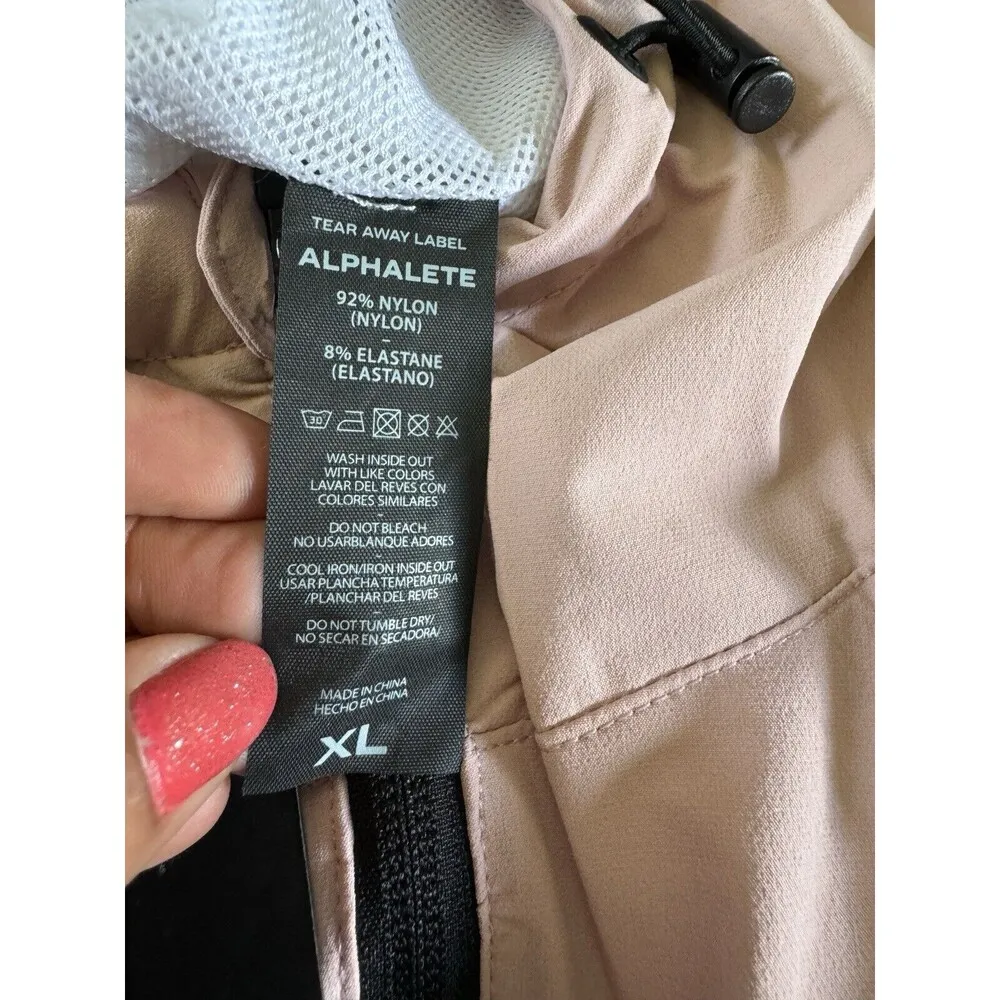 TEAR AWAY LABEL
ALPHALETE
92% NYLON
(NYLON)
-
8% ELASTANE
(ELASTANO)
30
WASH INSIDE OUT
WITH LIKE COLORS
LAVAR DEL REVES CON
COLORES SIMILARES
-
DO NOT BLEACH
NO USARBLANQUE ADORES
-
COOL IRON/IRON INSIDE OUT
USAR PLANCHA TEMPERATURA
/PLANCHAR DEL REVES
-
DO NOT TUMBLE DRY/
NO SECAR EN SECADORA/
MADE IN CHINA
HECHO EN CHINA
XL